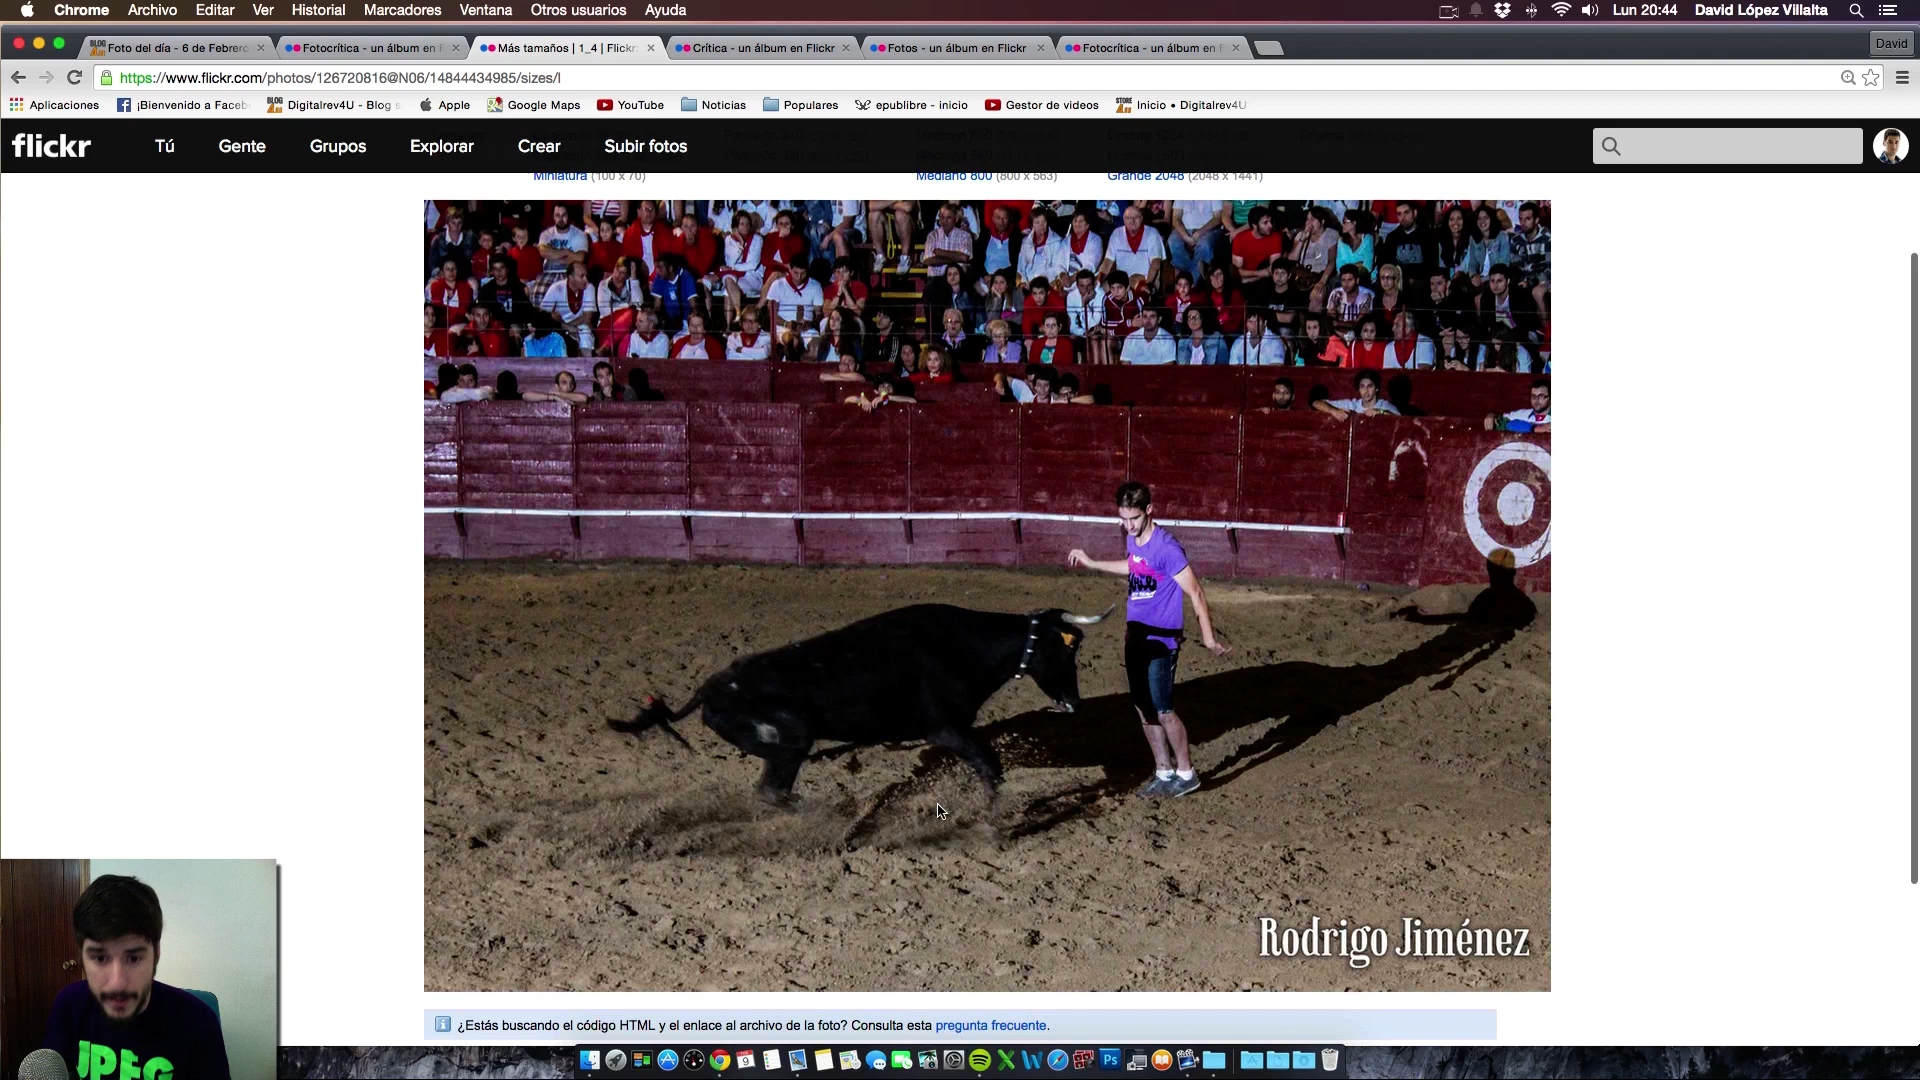 Chrome Archivo Editar Ver Historial Marcadores Ventana Otros usuarios Ayuda Lun 20:44 David López Villalta
Foto del día - 6 de Febrero Fotocrítica - un álbum en F Más tamaños | 1_4 | Flickr Crítica - un álbum en Flickr Fotos - un álbum en Flickr Fotocrítica - un álbum en F David
https://www.flickr.com/photos/126720816@N06/14844434985/sizes/l
Aplicaciones ¡Bienvenido a Faceb Digitalrev4U - Blog s Apple Google Maps YouTube Noticias Populares epublibre - inicio Gestor de videos Inicio • Digitalrev4U
flickr Tú Gente Grupos Explorar Crear Subir fotos
Miniatura (100 x 70) Mediano 800 (800 x 563) Grande 2048 (2048 x 1441)
Rodrigo Jiménez
¿Estás buscando el código HTML y el enlace al archivo de la foto? Consulta esta pregunta frecuente.
JPEG
Ps